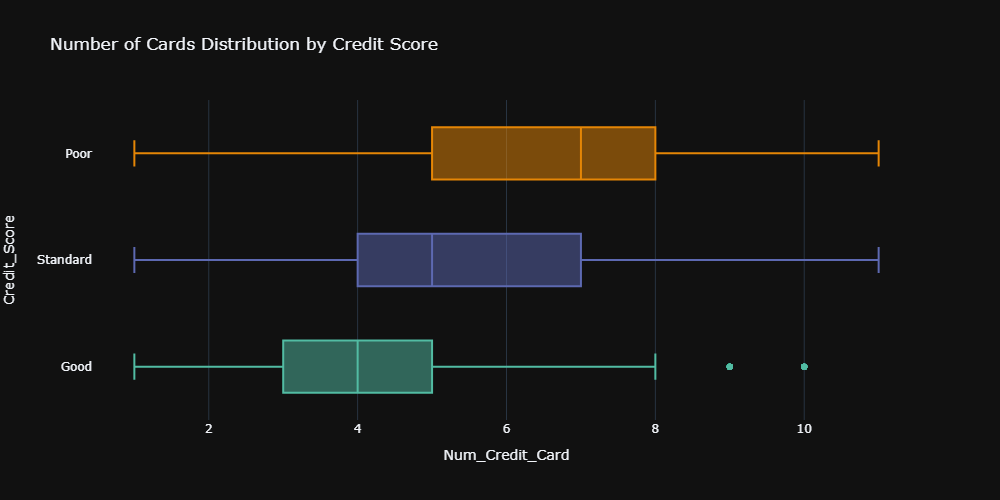 Number of Cards Distribution by Credit Score
Credit_Score
Poor
Standard
Good
2 4 6 8 10
Num_Credit_Card